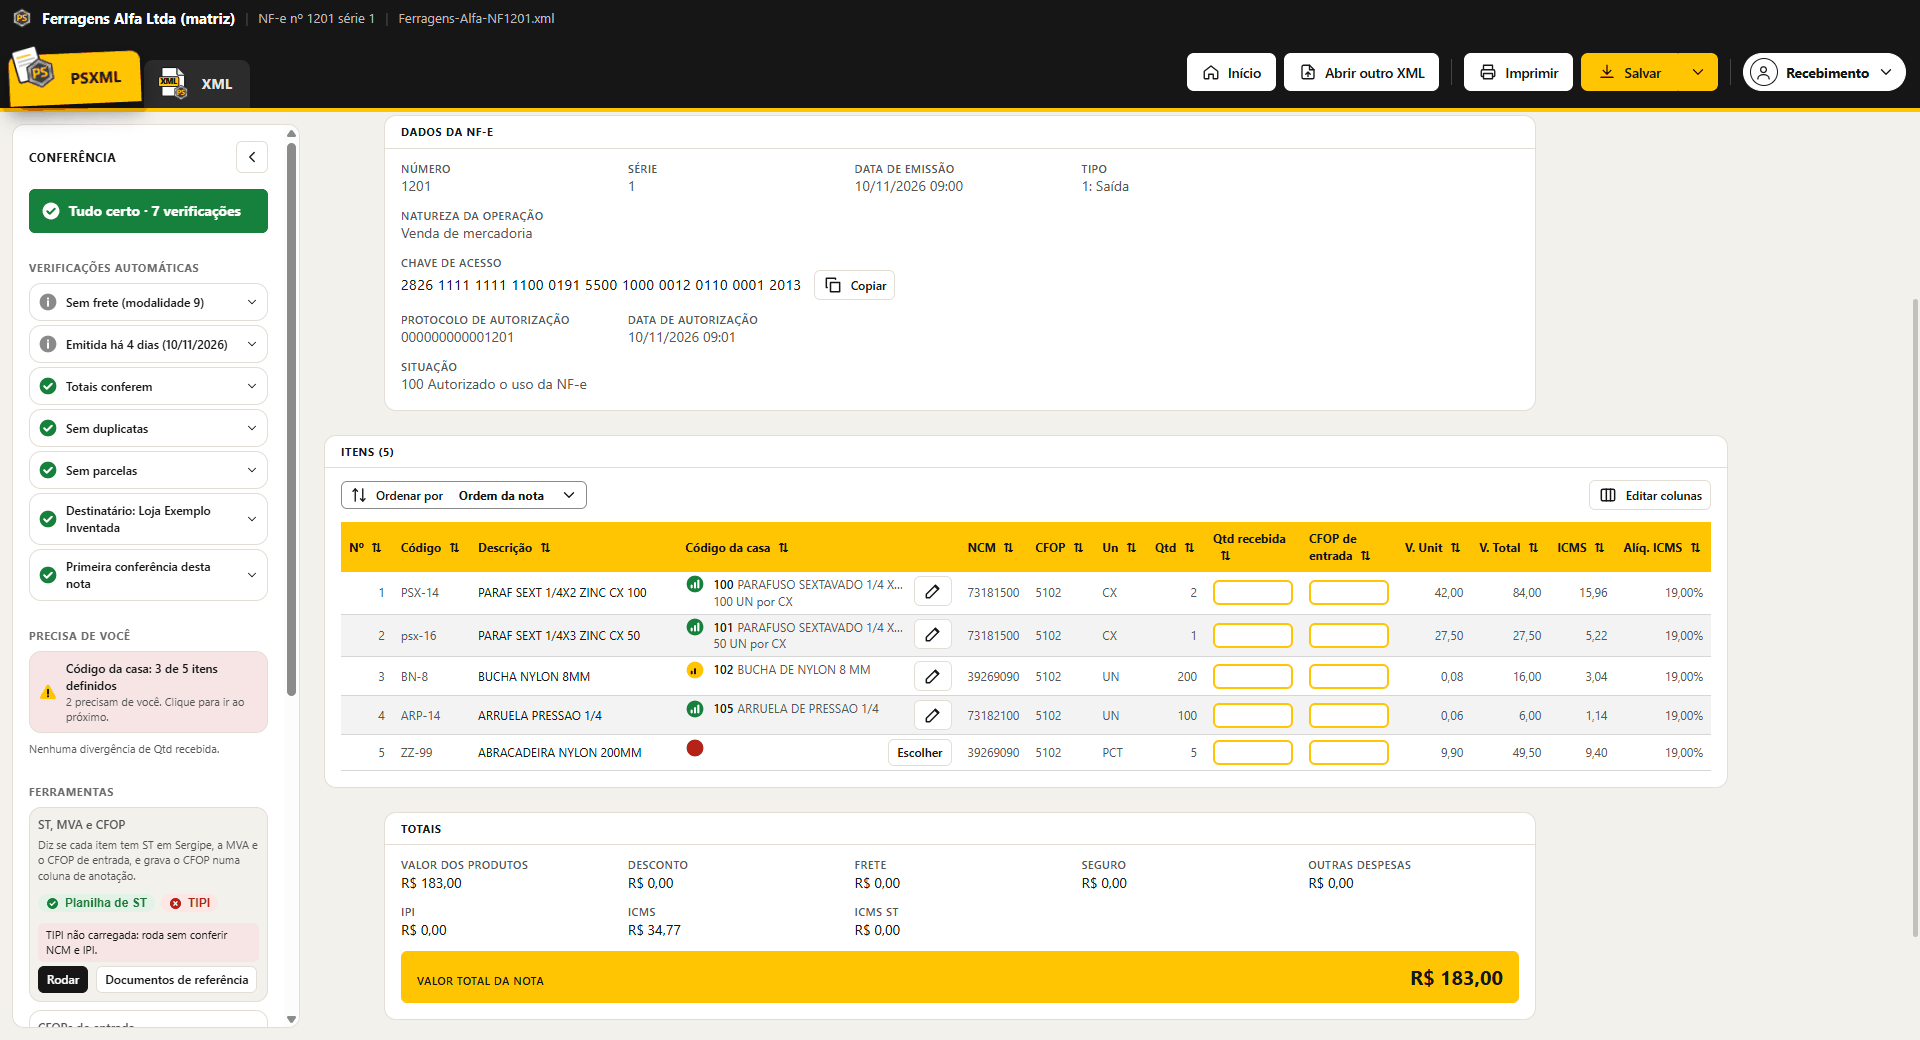 Ferragens Alfa Ltda (matriz) NF-e nº 1201 série 1 Ferragens-Alfa-NF1201.xml
PSXML XML Início Abrir outro XML Imprimir Salvar Recebimento
CONFERÊNCIA
Tudo certo · 7 verificações
VERIFICAÇÕES AUTOMÁTICAS
Sem frete (modalidade 9)
Emitida há 4 dias (10/11/2026)
Totais conferem
Sem duplicatas
Sem parcelas
Destinatário: Loja Exemplo
Inventada
Primeira conferência desta
nota
PRECISA DE VOCÊ
Código da casa: 3 de 5 itens
definidos
2 precisam de você. Clique para ir ao
próximo.
Nenhuma divergência de Qtd recebida.
FERRAMENTAS
ST, MVA e CFOP
Diz se cada item tem ST em Sergipe, a MVA e
o CFOP de entrada, e grava o CFOP numa
coluna de anotação.
Planilha de ST TIPI
TIPI não carregada: roda sem conferir
NCM e IPI.
Rodar Documentos de referência
CFOPs de entrada
DADOS DA NF-E
NÚMERO SÉRIE DATA DE EMISSÃO TIPO
1201 1 10/11/2026 09:00 1: Saída
NATUREZA DA OPERAÇÃO
Venda de mercadoria
CHAVE DE ACESSO
2826 1111 1111 1100 0191 5500 1000 0012 0110 0001 2013 Copiar
PROTOCOLO DE AUTORIZAÇÃO DATA DE AUTORIZAÇÃO
000000000001201 10/11/2026 09:01
SITUAÇÃO
100 Autorizado o uso da NF-e
ITENS (5)
Ordenar por Ordem da nota Editar colunas
Nº Código Descrição Código da casa NCM CFOP Un Qtd Qtd recebida CFOP de entrada V. Unit V. Total ICMS Alíq. ICMS
1 PSX-14 PARAF SEXT 1/4X2 ZINC CX 100 100 PARAFUSO SEXTAVADO 1/4 X... 73181500 5102 CX 2 42,00 84,00 15,96 19,00%
100 UN por CX
2 psx-16 PARAF SEXT 1/4X3 ZINC CX 50 101 PARAFUSO SEXTAVADO 1/4 X... 73181500 5102 CX 1 27,50 27,50 5,22 19,00%
50 UN por CX
3 BN-8 BUCHA NYLON 8MM 102 BUCHA DE NYLON 8 MM 39269090 5102 UN 200 0,08 16,00 3,04 19,00%
4 ARP-14 ARRUELA PRESSAO 1/4 105 ARRUELA DE PRESSAO 1/4 73182100 5102 UN 100 0,06 6,00 1,14 19,00%
5 ZZ-99 ABRACADEIRA NYLON 200MM Escolher 39269090 5102 PCT 5 9,90 49,50 9,40 19,00%
TOTAIS
VALOR DOS PRODUTOS DESCONTO FRETE SEGURO OUTRAS DESPESAS
R$ 183,00 R$ 0,00 R$ 0,00 R$ 0,00 R$ 0,00
IPI ICMS ICMS ST
R$ 0,00 R$ 34,77 R$ 0,00
VALOR TOTAL DA NOTA R$ 183,00